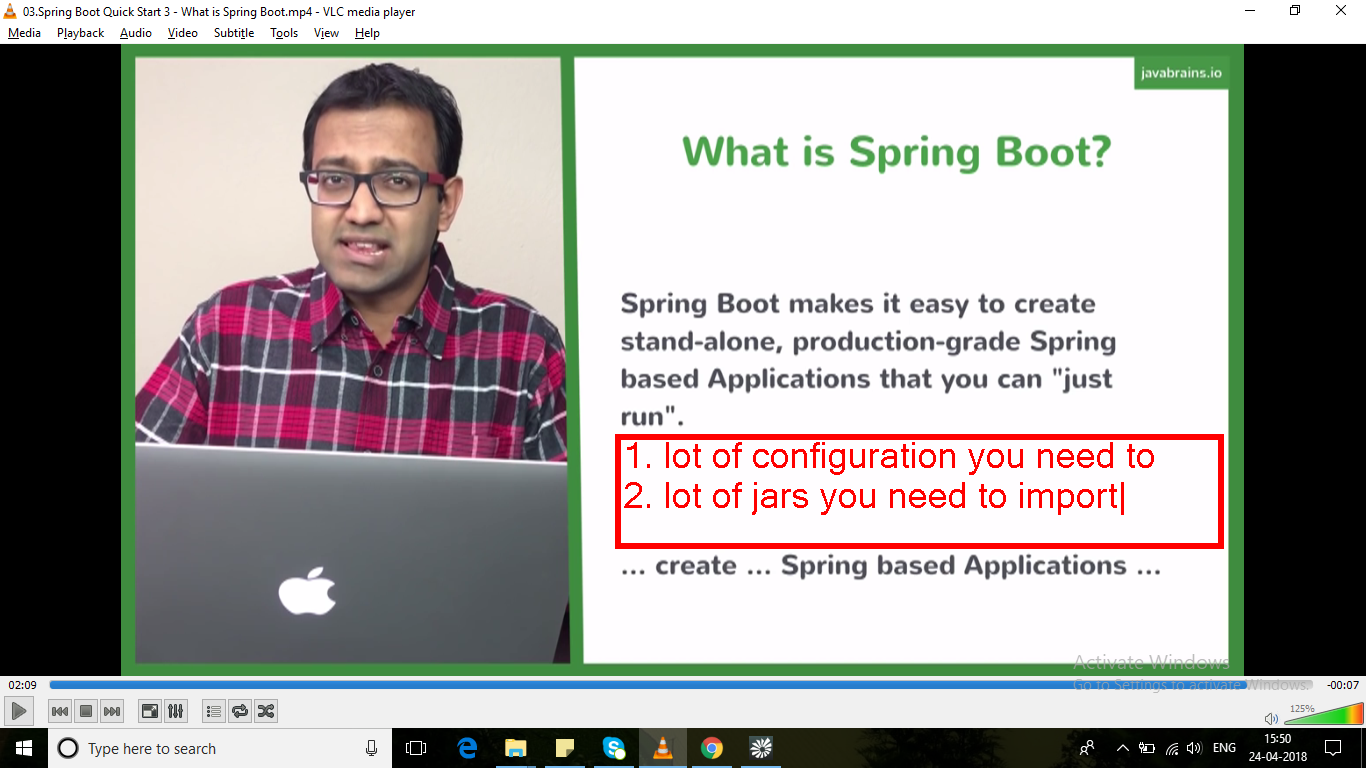 03.Spring Boot Quick Start 3 - What is Spring Boot.mp4 - VLC media player
Media Playback Audio Video Subtitle Tools View Help
javabrains.io
What is Spring Boot?
Spring Boot makes it easy to create
stand-alone, production-grade Spring
based Applications that you can "just
run".
1. lot of configuration you need to
2. lot of jars you need to import
... create ... Spring based Applications ...
Activate Windows
Go to Settings to activate Windows.
02:09
-00:07
125%
Type here to search
ENG
15:50
24-04-2018